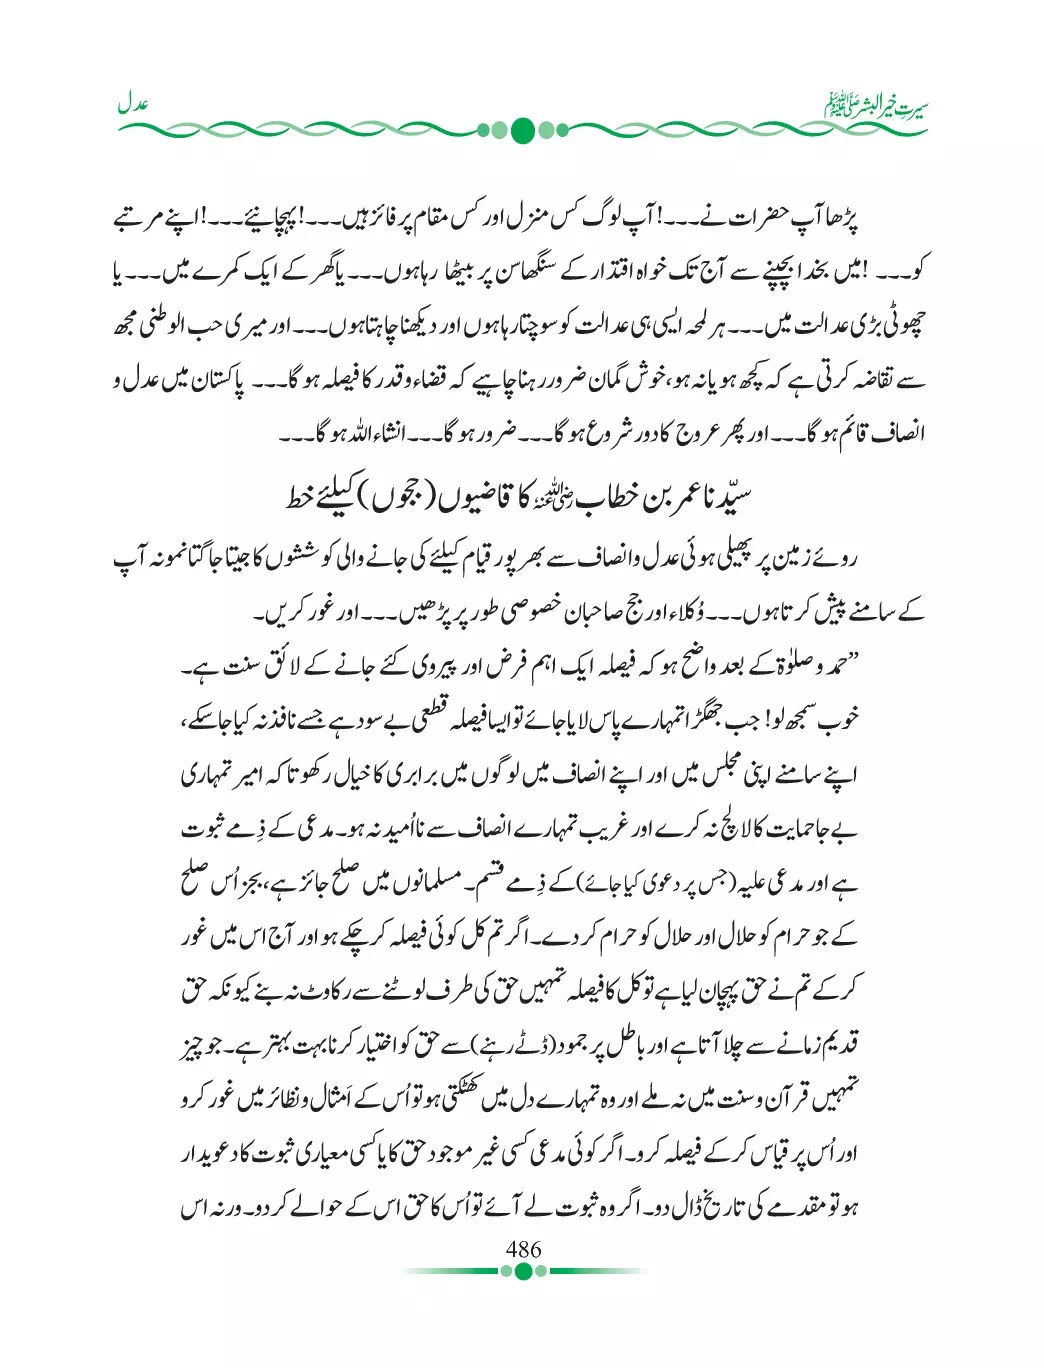 سیرتِ خیر البشر ﷺ
عدل
پڑھا آپ حضرات نے۔۔۔! آپ لوگ کس منزل اور کس مقام پر فائز ہیں۔۔۔! پہچانیئے۔۔۔! اپنے مرتبے
کو۔۔۔ ! میں بخدا بچپنے سے آج تک خواہ اقتدار کے سنگھاسن پر بیٹھا رہا ہوں۔۔۔ یا گھر کے ایک کمرے میں۔۔۔ یا
چھوٹی بڑی عدالت میں۔۔۔ ہر لمحہ ایسی ہی عدالت کو سوچتا رہا ہوں اور دیکھنا چاہتا ہوں۔۔۔ اور میری حب الوطنی مجھ
سے تقاضہ کرتی ہے کہ کچھ ہو یا نہ ہو، خوش گمان ضرور رہنا چاہیے کہ قضاء و قدر کا فیصلہ ہو گا۔۔۔ پاکستان میں عدل و
انصاف قائم ہو گا۔۔۔ اور پھر عروج کا دور شروع ہو گا۔۔۔ ضرور ہو گا۔۔۔ انشاء اللہ ہو گا۔۔۔
سیّدنا عمر بن خطاب رضی اللہ عنہ کا قاضیوں (ججوں) کیلئے خط
روئے زمین پر پھیلی ہوئی عدل و انصاف سے بھرپور قیام کیلئے کی جانے والی کوششوں کا جیتا جاگتا نمونہ آپ
کے سامنے پیش کرتا ہوں۔۔۔ وُکلاء اور جج صاحبان خصوصی طور پر پڑھیں۔۔۔ اور غور کریں۔
”حمد و صلوٰۃ کے بعد واضح ہو کہ فیصلہ ایک اہم فرض اور پیروی کئے جانے کے لائق سنت ہے۔
خوب سمجھ لو! جب جھگڑا تمہارے پاس لایا جائے تو ایسا فیصلہ قطعی بے سود ہے جسے نافذ نہ کیا جا سکے،
اپنے سامنے اپنی مجلس میں اور اپنے انصاف میں لوگوں میں برابری کا خیال رکھو تاکہ امیر تمہاری
بے جا حمایت کا لالچ نہ کرے اور غریب تمہارے انصاف سے نااُمید نہ ہو۔ مدعی کے ذِمے ثبوت
ہے اور مدعی علیہ (جس پر دعوی کیا جائے) کے ذِمے قسم۔ مسلمانوں میں صلح جائز ہے، بجز اُس صلح
کے جو حرام کو حلال اور حلال کو حرام کر دے۔ اگر تم کل کوئی فیصلہ کر چکے ہو اور آج اس میں غور
کر کے تم نے حق پہچان لیا ہے تو کل کا فیصلہ تمہیں حق کی طرف لوٹنے سے رکاوٹ نہ بنے کیونکہ حق
قدیم زمانے سے چلا آتا ہے اور باطل پر جمود (ڈٹے رہنے) سے حق کو اختیار کرنا بہت بہتر ہے۔ جو چیز
تمہیں قرآن و سنت میں نہ ملے اور وہ تمہارے دل میں کھٹکتی ہو تو اُس کے اَمثال و نظائر میں غور کرو
اور اُس پر قیاس کر کے فیصلہ کرو۔ اگر کوئی مدعی کسی غیر موجود حق کا یا کسی معیاری ثبوت کا دعویدار
ہو تو مقدمے کی تاریخ ڈال دو۔ اگر وہ ثبوت لے آئے تو اُس کا حق اس کے حوالے کر دو۔ ورنہ اس
486